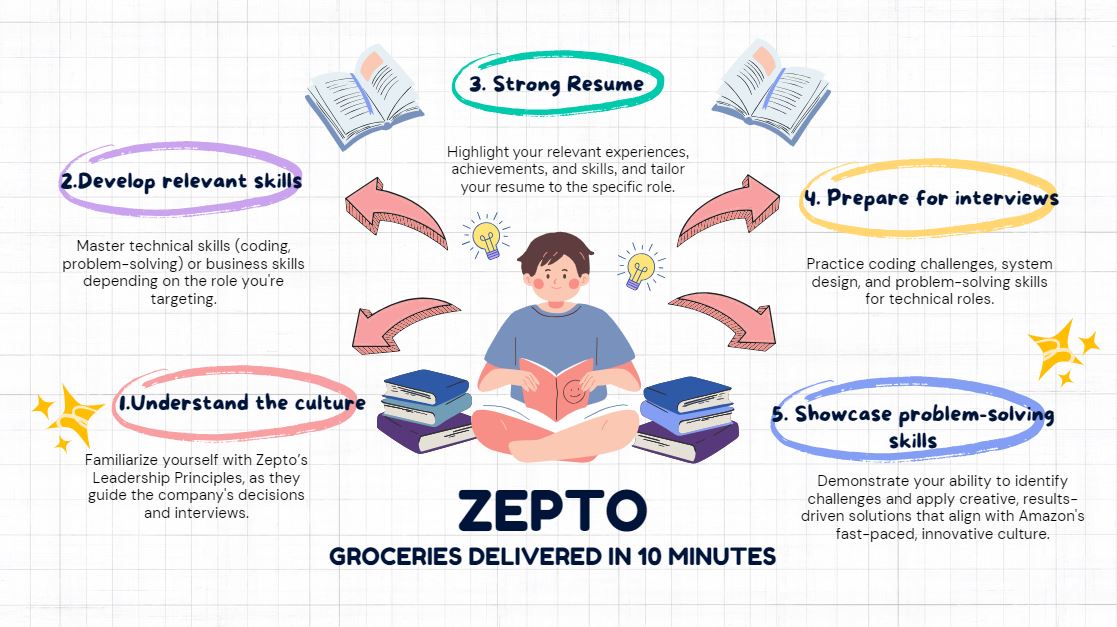 3. Strong Resume
Highlight your relevant experiences,
achievements, and skills, and tailor
your resume to the specific role.
2.Develop relevant skills
Master technical skills (coding,
problem-solving) or business skills
depending on the role you're
targeting.
4. Prepare for interviews
Practice coding challenges, system
design, and problem-solving skills
for technical roles.
1.Understand the culture
Familiarize yourself with Zepto's
Leadership Principles, as they
guide the company's decisions
and interviews.
5. Showcase problem-solving
skills
Demonstrate your ability to identify
challenges and apply creative, results-
driven solutions that align with Amazon's
fast-paced, innovative culture.
ZEPTO
GROCERIES DELIVERED IN 10 MINUTES